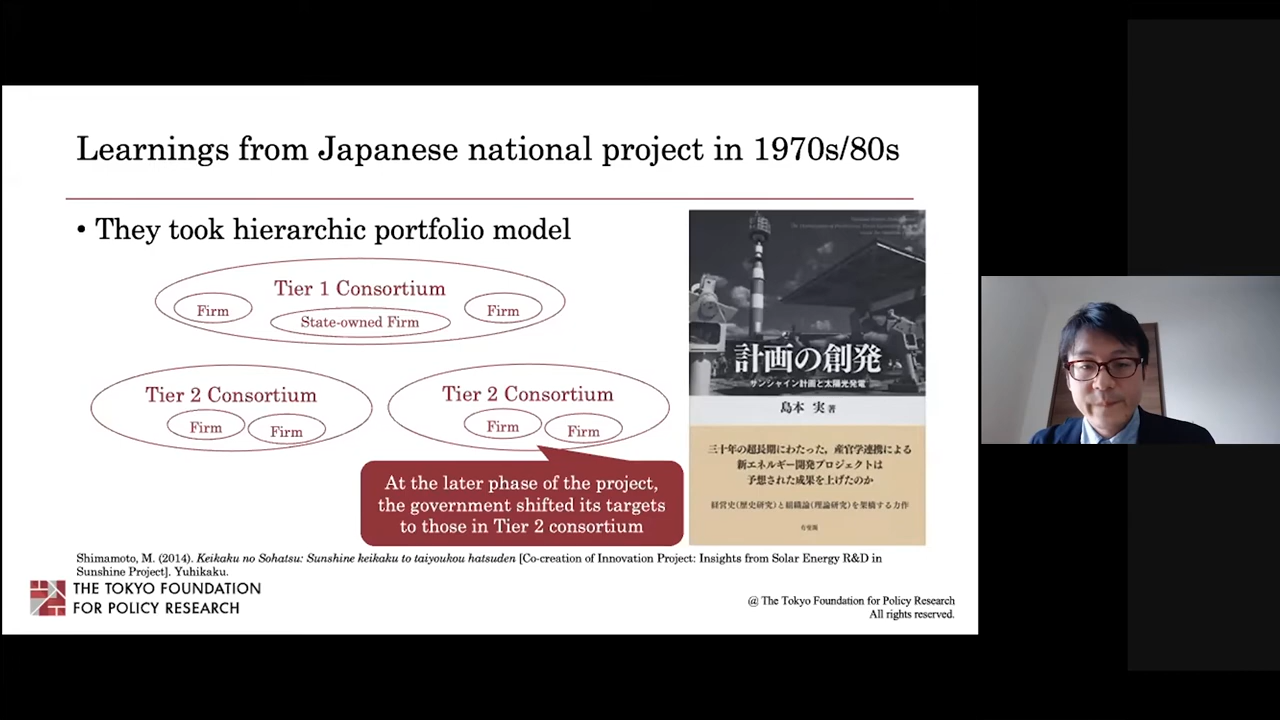 Learnings from Japanese national project in 1970s/80s
• They took hierarchic portfolio model
Tier 1 Consortium
Firm
State-owned Firm
Firm
Tier 2 Consortium
Firm
Firm
Tier 2 Consortium
Firm
Firm
At the later phase of the project,
the government shifted its targets
to those in Tier 2 consortium
計画の創発
サンシャイン計画と太陽光発電
島本 実 著
三十年の超長期にわたった、産官学連携による
新エネルギー開発プロジェクトは
予想された成果を上げたのか
経営史(歴史研究)と組織論(理論研究)を架橋する力作
有斐閣
Shimamoto, M. (2014). Keikaku no Sohatsu: Sunshine keikaku to taiyoukou hatsuden [Co-creation of Innovation Project: Insights from Solar Energy R&D in
Sunshine Project]. Yuhikaku.
THE TOKYO FOUNDATION
FOR POLICY RESEARCH
@ The Tokyo Foundation for Policy Research
All rights reserved.